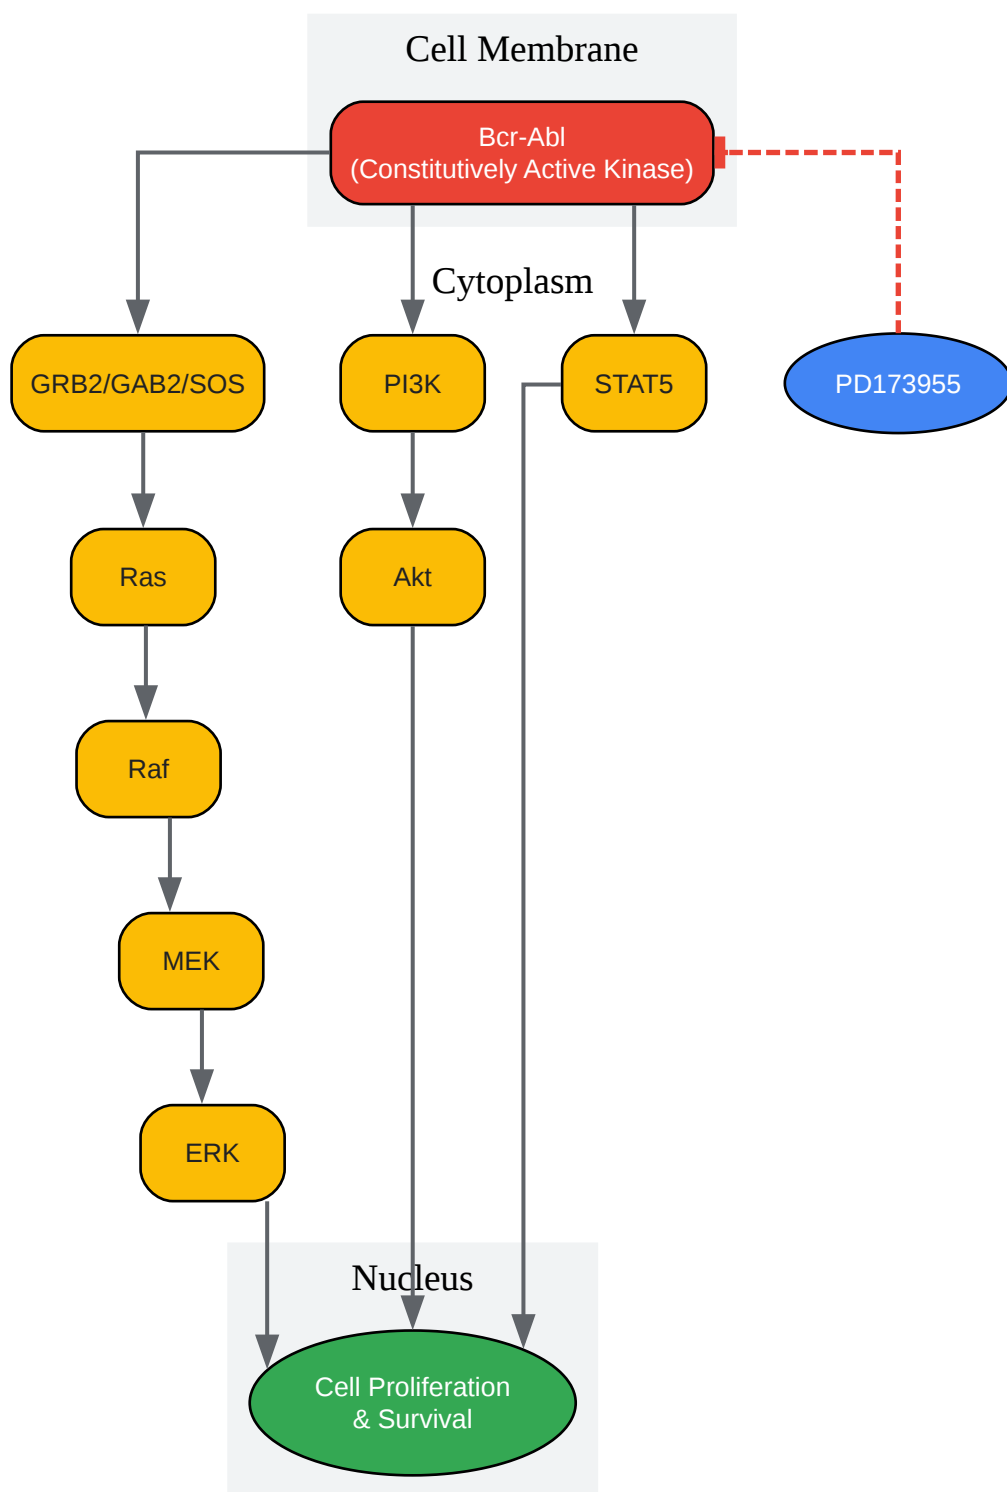 Cell Membrane
Bcr-Abl
(Constitutively Active Kinase)
Cytoplasm
GRB2/GAB2/SOS
PI3K
STAT5
PD173955
Ras
Akt
Raf
MEK
ERK
Nucleus
Cell Proliferation
& Survival